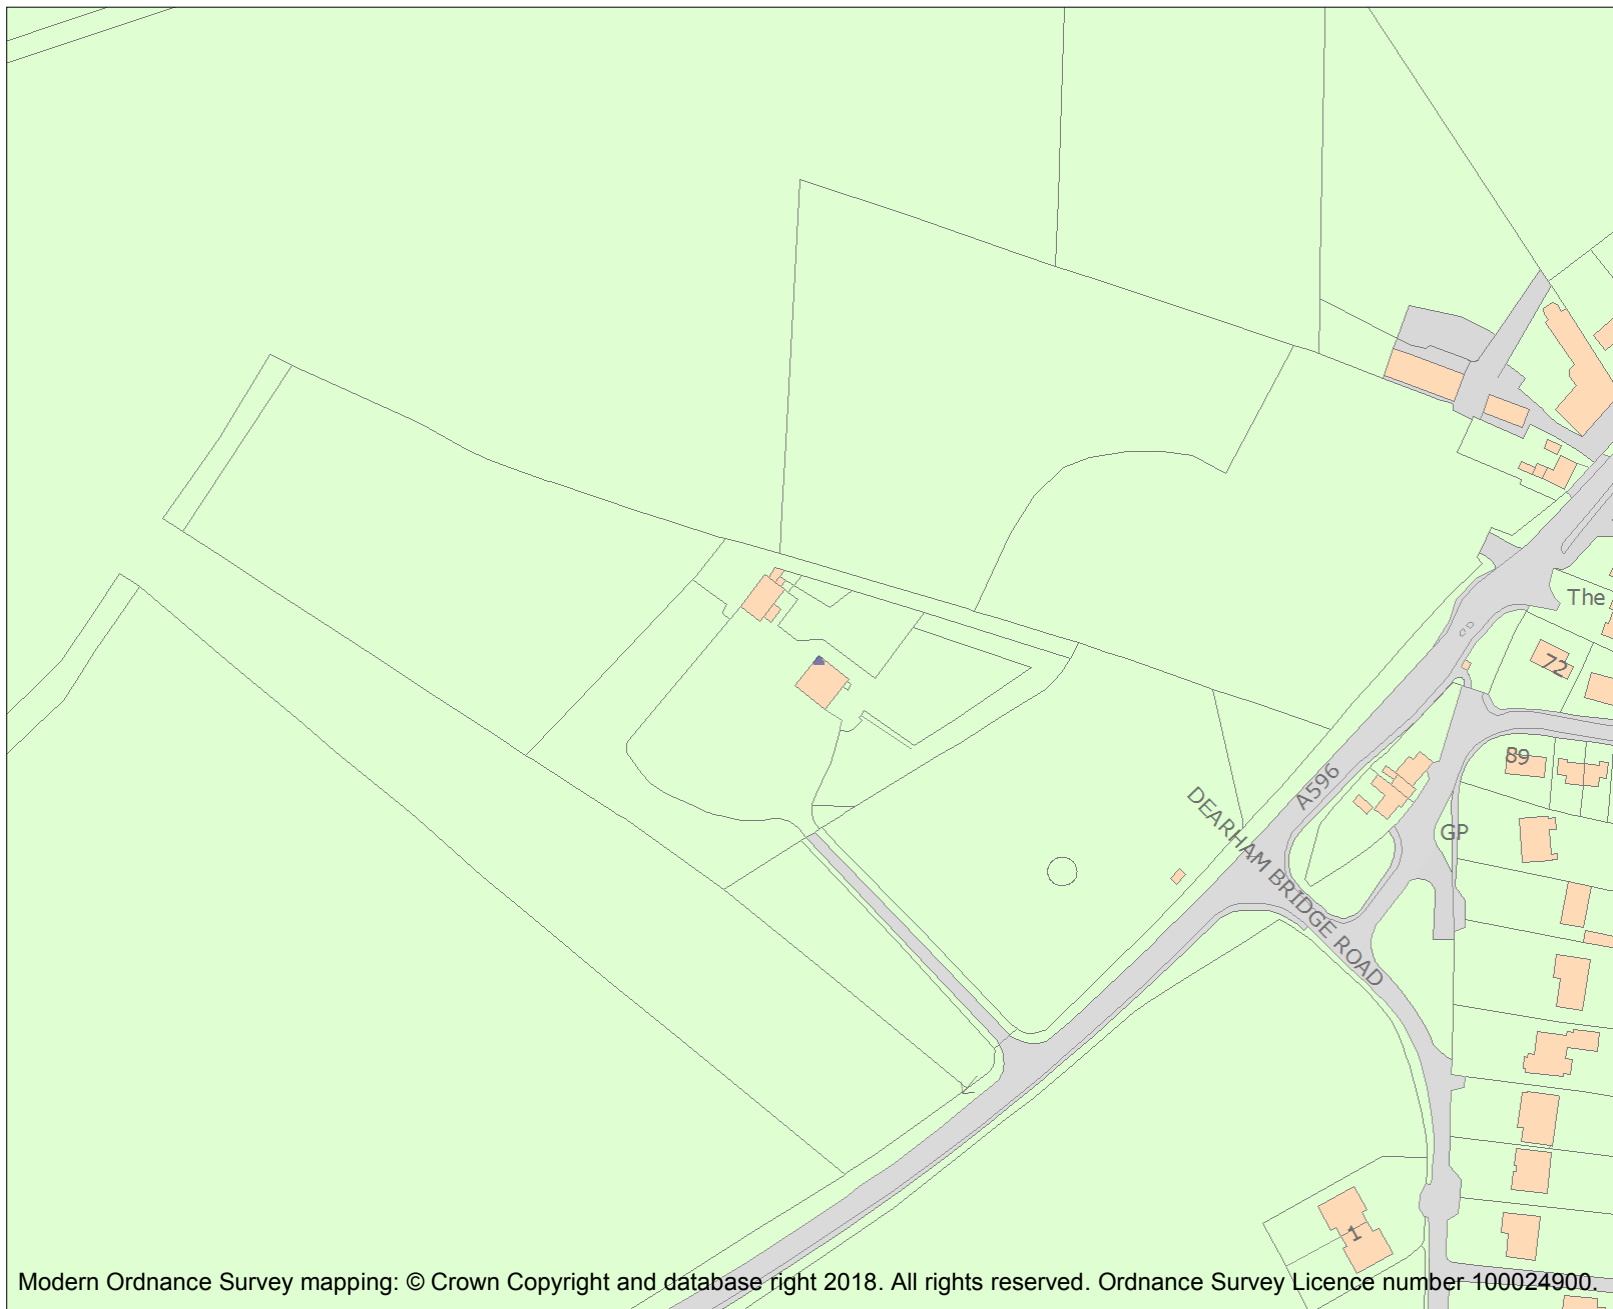 The
72
89
A596
GP
DEARHAM BRIDGE ROAD
1
Modern Ordnance Survey mapping: © Crown Copyright and database right 2018. All rights reserved. Ordnance Survey Licence number 100024900.